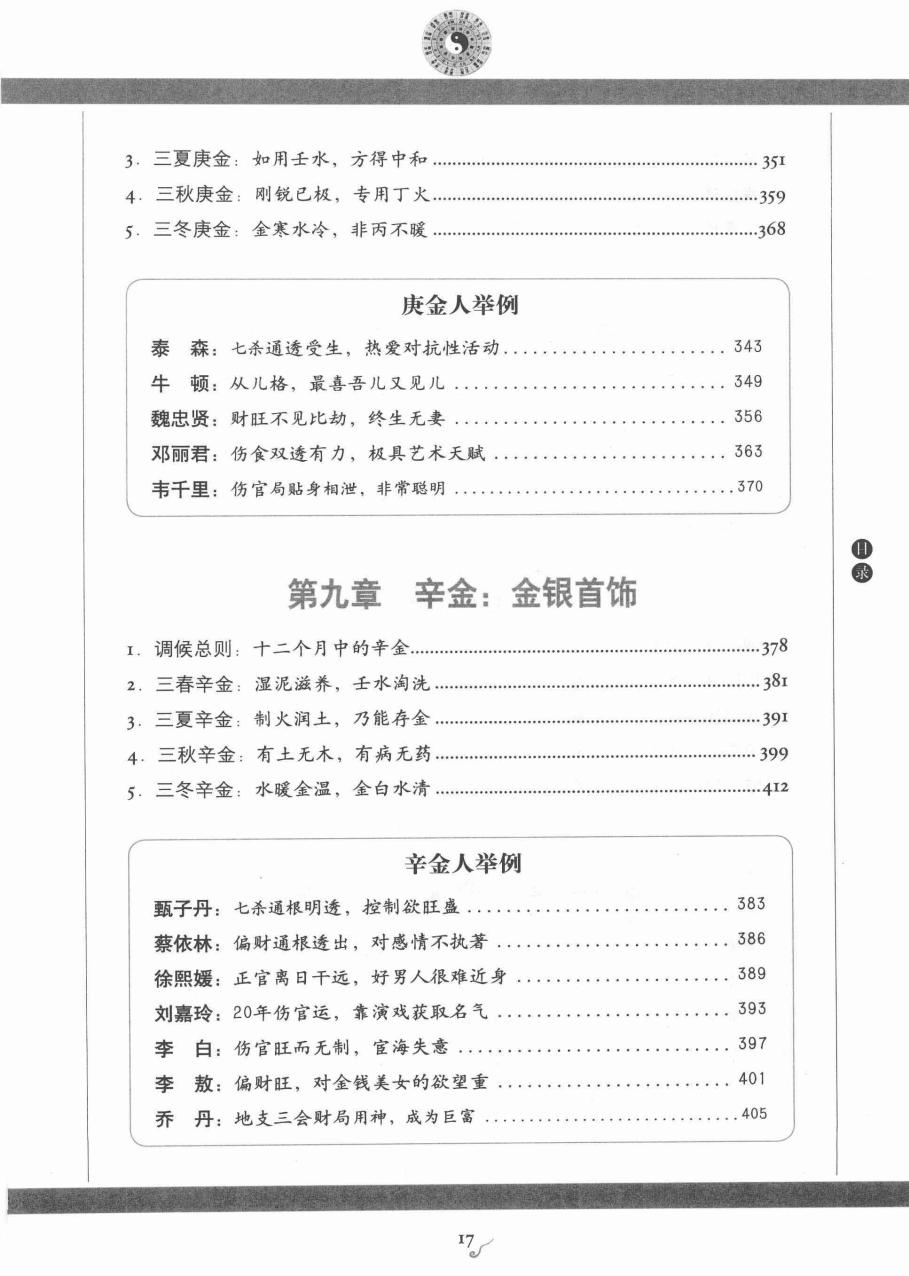 3. 三夏庚金：如用壬水，方得中和 351
4. 三秋庚金：刚锐已极，专用丁火 359
5. 三冬庚金：金寒水冷，非丙不暖 368
庚金人举例
泰　森：七杀通透受生，热爱对抗性活动 343
牛　顿：从儿格，最喜吾儿又见儿 349
魏忠贤：财旺不见比劫，终生无妻 356
邓丽君：伤食双透有力，极具艺术天赋 363
韦千里：伤官局贴身相泄，非常聪明 370
目录
第九章　辛金：金银首饰
1. 调候总则：十二个月中的辛金 378
2. 三春辛金：湿泥滋养，壬水淘洗 381
3. 三夏辛金：制火润土，乃能存金 391
4. 三秋辛金：有土无木，有病无药 399
5. 三冬辛金：水暖金温，金白水清 412
辛金人举例
甄子丹：七杀通根明透，控制欲旺盛 383
蔡依林：偏财通根透出，对感情不执著 386
徐熙媛：正官离日干远，好男人很难近身 389
刘嘉玲：20年伤官运，靠演戏获取名气 393
李　白：伤官旺而无制，宦海失意 397
李　敖：偏财旺，对金钱美女的欲望重 401
乔　丹：地支三会财局用神，成为巨富 405
17